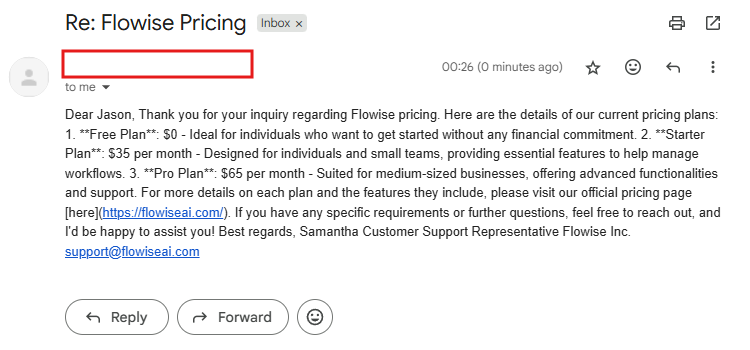 Re: Flowise Pricing Inbox ×
00:26 (0 minutes ago)
to me
Dear Jason, Thank you for your inquiry regarding Flowise pricing. Here are the details of our current pricing plans:
1. **Free Plan**: $0 - Ideal for individuals who want to get started without any financial commitment. 2. **Starter
Plan**: $35 per month - Designed for individuals and small teams, providing essential features to help manage
workflows. 3. **Pro Plan**: $65 per month - Suited for medium-sized businesses, offering advanced functionalities
and support. For more details on each plan and the features they include, please visit our official pricing page
[here](https://flowiseai.com/). If you have any specific requirements or further questions, feel free to reach out, and
I'd be happy to assist you! Best regards, Samantha Customer Support Representative Flowise Inc.
support@flowiseai.com
Reply
Forward